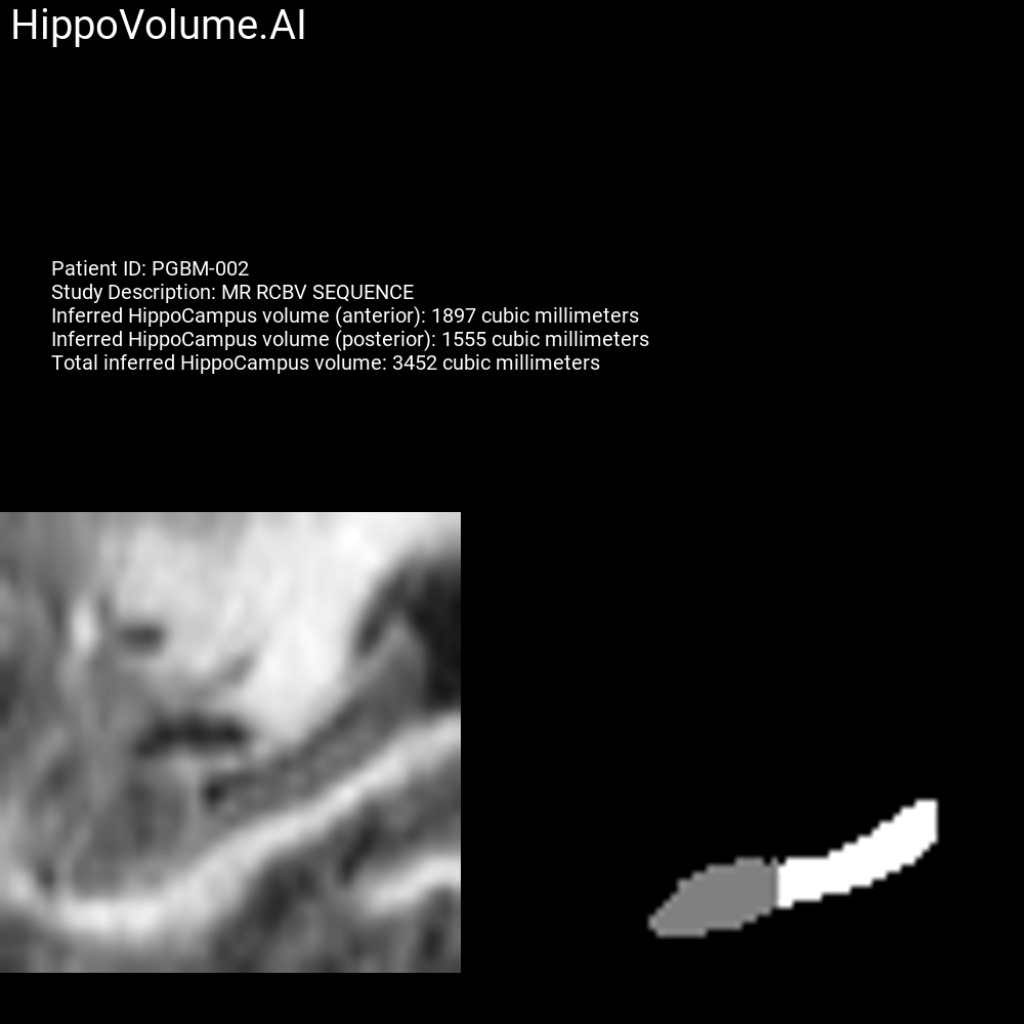 HippoVolume.AI
Patient ID: PGBM-002
Study Description: MR RCBV SEQUENCE
Inferred HippoCampus volume (anterior): 1897 cubic millimeters
Inferred HippoCampus volume (posterior): 1555 cubic millimeters
Total inferred HippoCampus volume: 3452 cubic millimeters